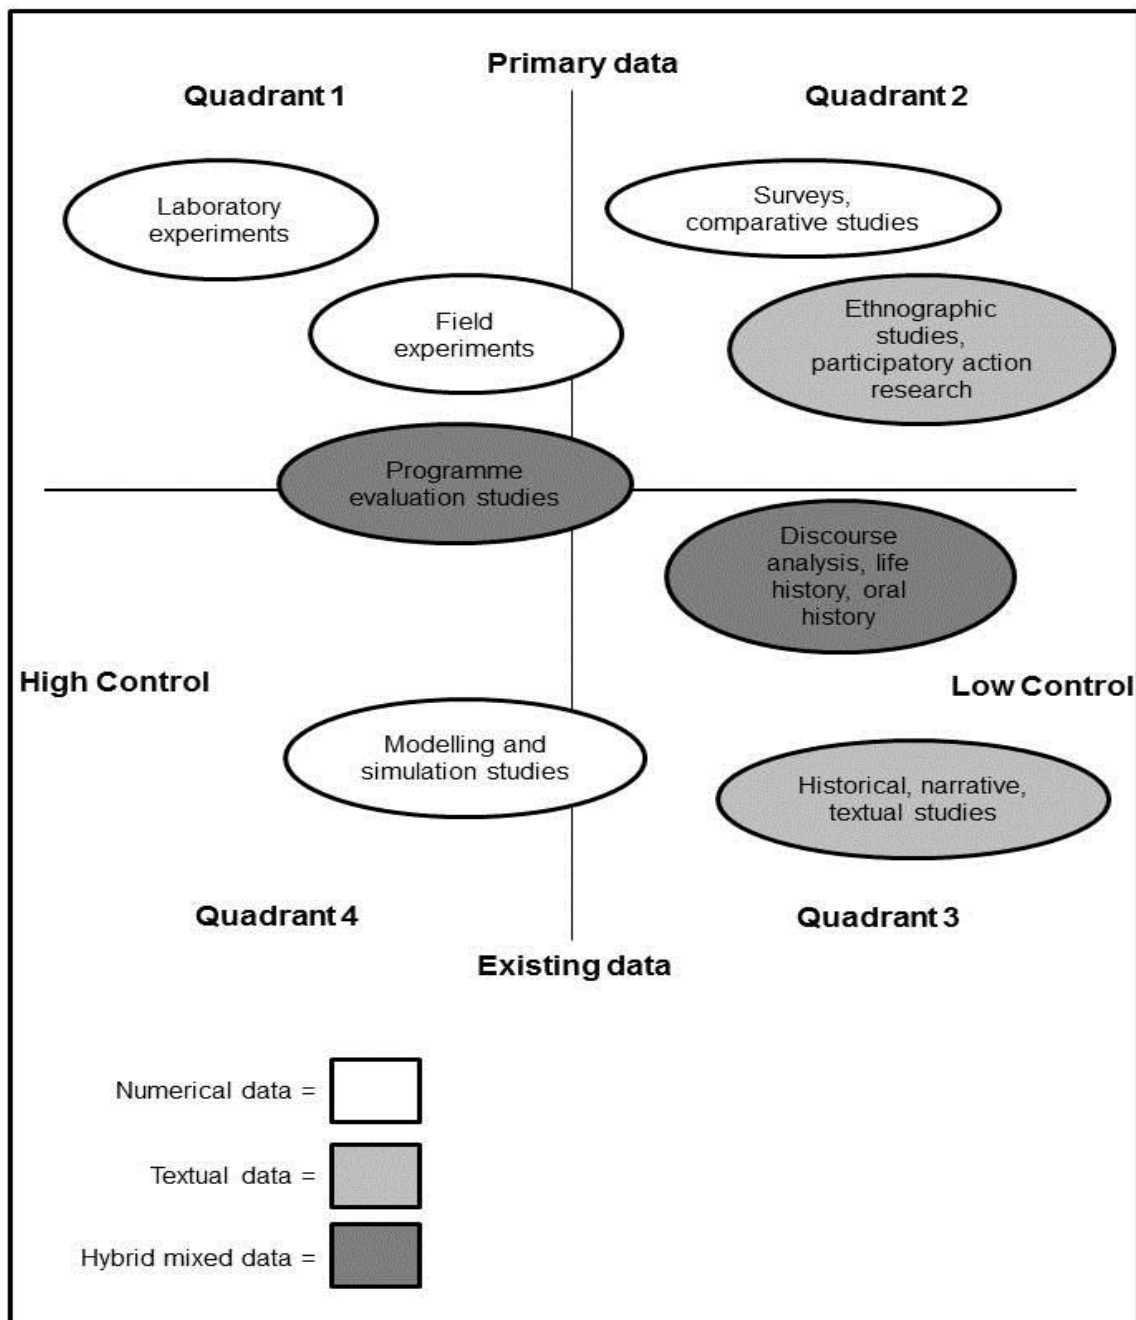 Primary data
Quadrant 1
Quadrant 2
Laboratory
experiments
Surveys,
comparative studies
Field
experiments
Ethnographic
studies,
participatory action
research
Programme
evaluation studies
Discourse
analysis, life
history, oral
history
High Control
Low Control
Modelling and
simulation studies
Historical, narrative,
textual studies
Quadrant 4
Quadrant 3
Existing data
Numerical data =
Textual data =
Hybrid mixed data =